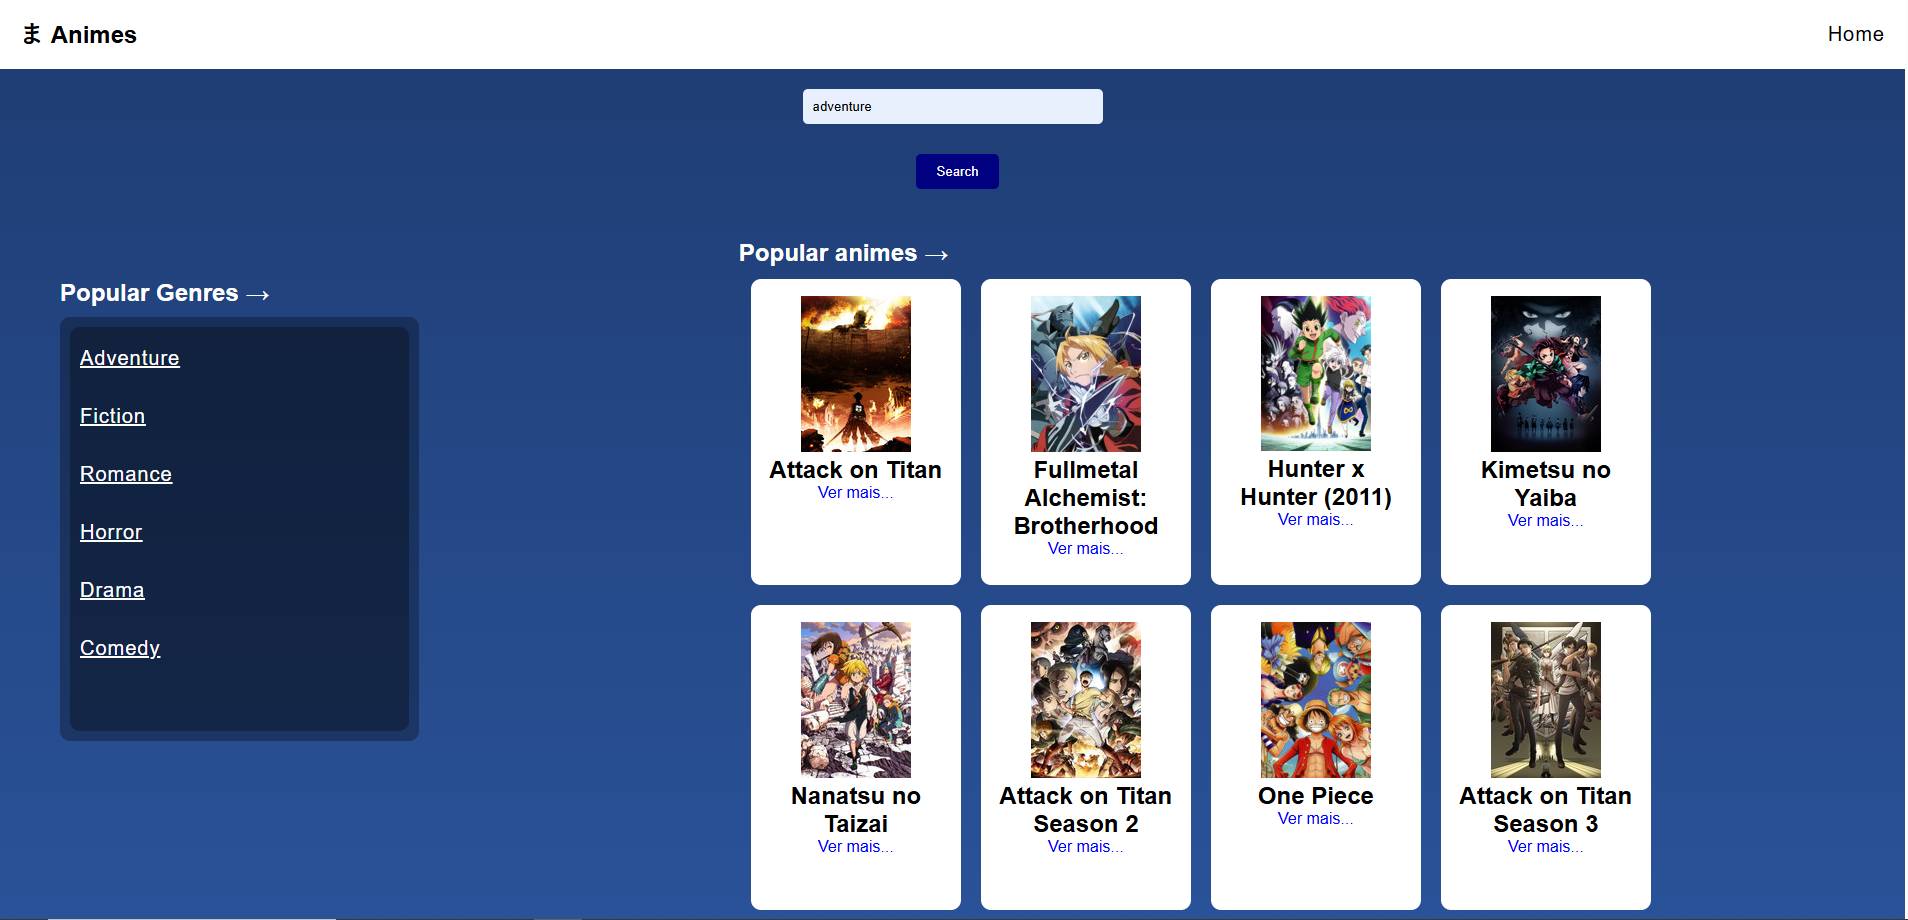 ま Animes
Home
adventure
Search
Popular animes →
Popular Genres →
Adventure
Fiction
Romance
Horror
Drama
Comedy
Attack on Titan
Ver mais...
Fullmetal
Alchemist:
Brotherhood
Ver mais...
Hunter x
Hunter (2011)
Ver mais...
Kimetsu no
Yaiba
Ver mais...
Nanatsu no
Taizai
Ver mais...
Attack on Titan
Season 2
Ver mais...
One Piece
Ver mais...
Attack on Titan
Season 3
Ver mais...